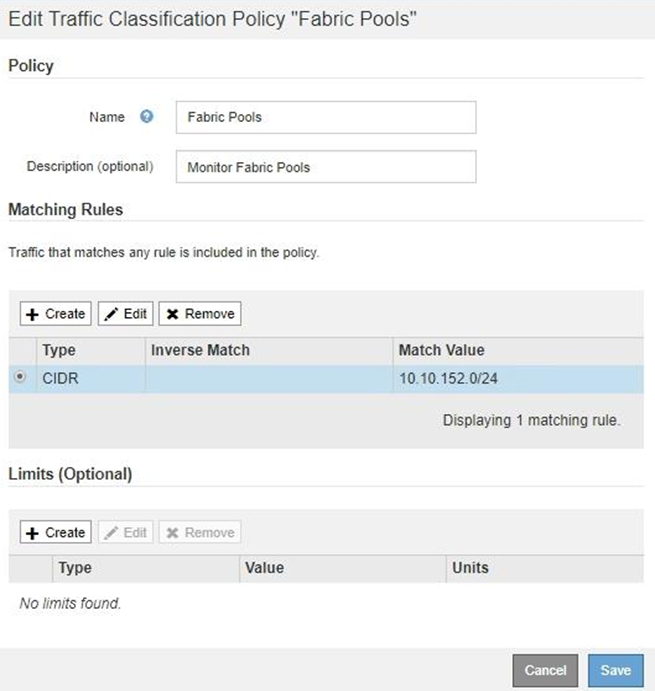 Edit Traffic Classification Policy "Fabric Pools"
Policy
Name ? Fabric Pools
Description (optional) Monitor Fabric Pools
Matching Rules
Traffic that matches any rule is included in the policy.
Create Edit Remove
Type Inverse Match Match Value
CIDR 10.10.152.0/24
Displaying 1 matching rule.
Limits (Optional)
Create Edit Remove
Type Value Units
No limits found.
Cancel Save